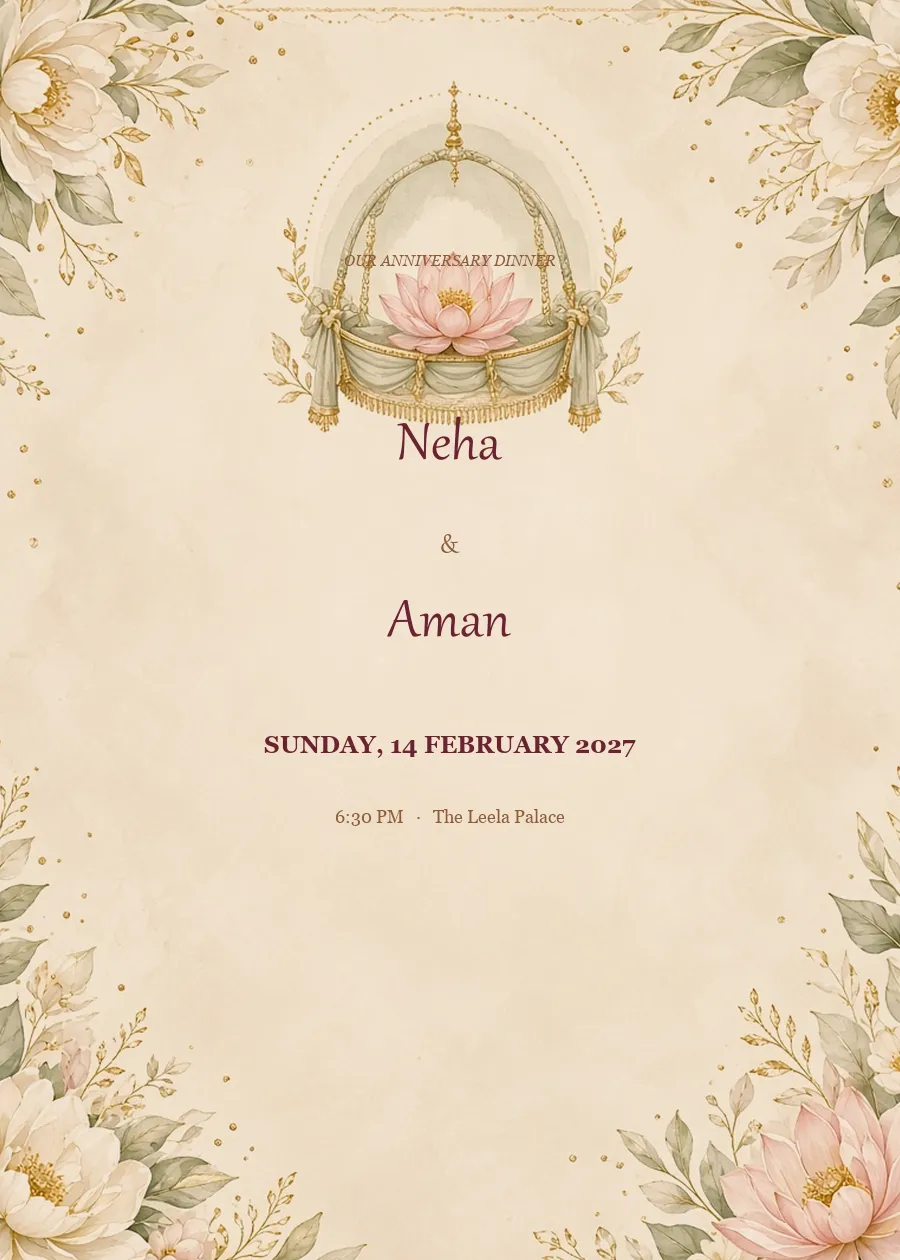 OUR ANNIVERSARY DINNER
Neha
&
Aman
SUNDAY, 14 FEBRUARY 2027
6:30 PM · The Leela Palace